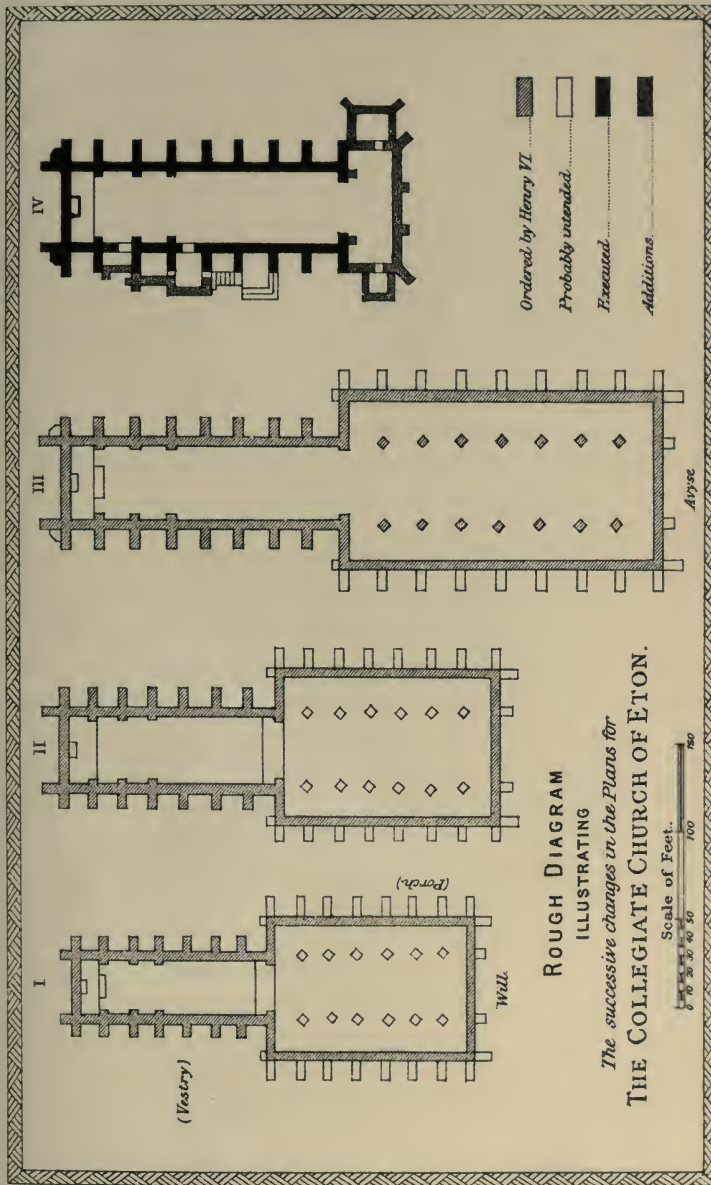 I
II
III
IV
(Vestry)
(Porch.)
Will.
Avyse
Ordered by Henry VI
Probably intended
Executed
Additions
ROUGH DIAGRAM
ILLUSTRATING
The successive changes in the Plans for
THE COLLEGIATE CHURCH OF ETON.
Scale of Feet..
0 10 20 30 40 50 100 150